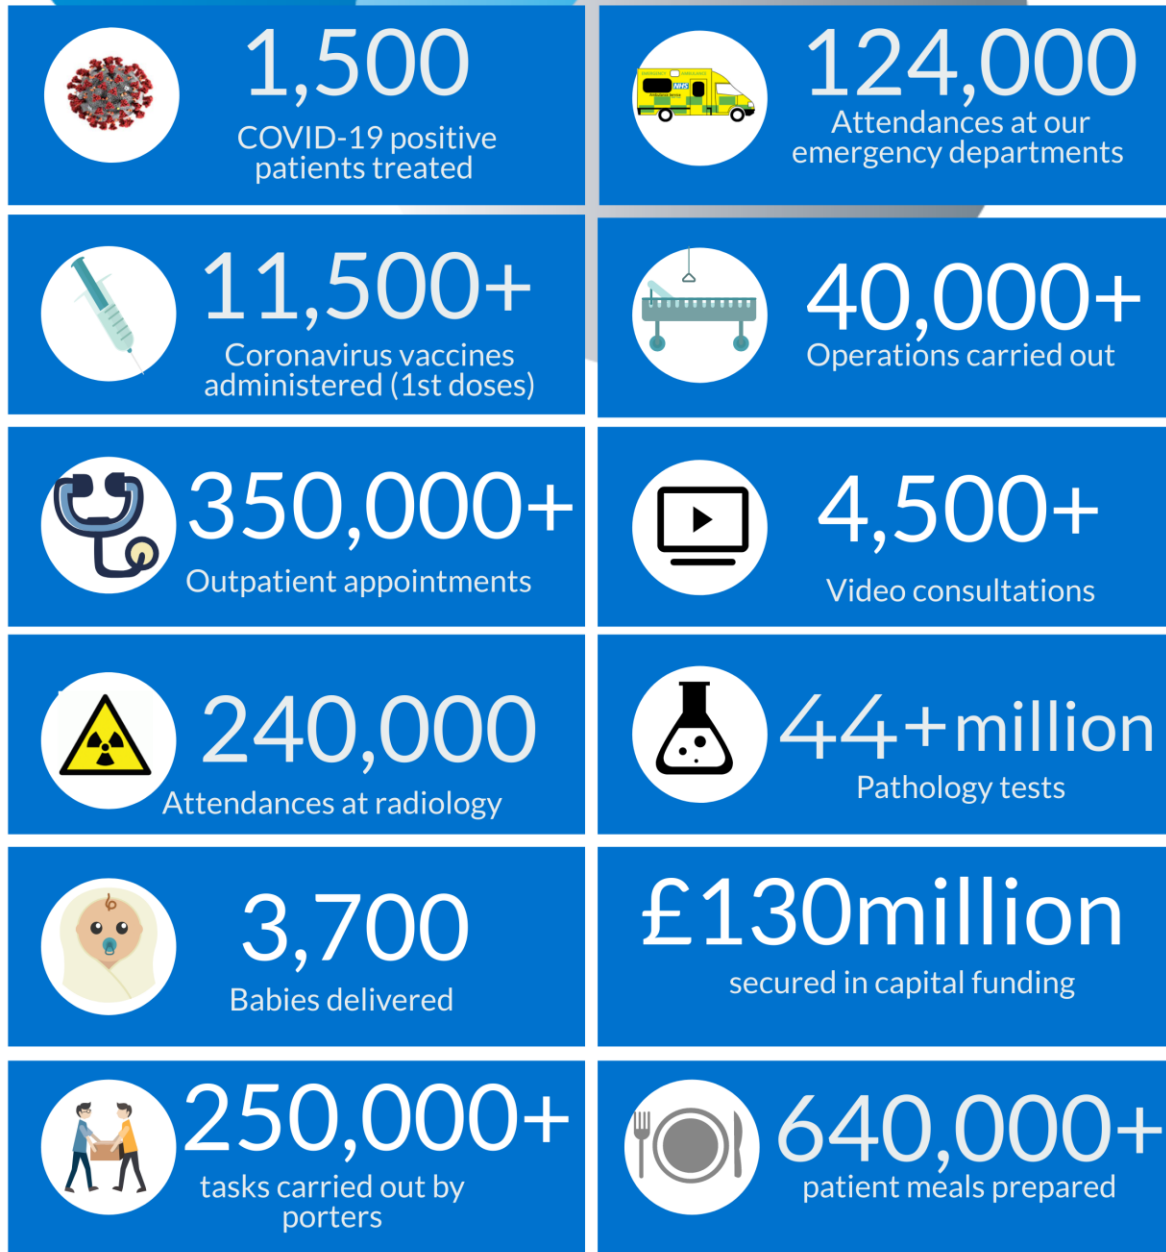 1,500
COVID-19 positive
patients treated
124,000
Attendances at our
emergency departments
NHS
11,500+
Coronavirus vaccines
administered (1st doses)
40,000+
Operations carried out
350,000+
Outpatient appointments
4,500+
Video consultations
240,000
Attendances at radiology
44+million
Pathology tests
3,700
Babies delivered
£130million
secured in capital funding
250,000+
tasks carried out by
porters
640,000+
patient meals prepared